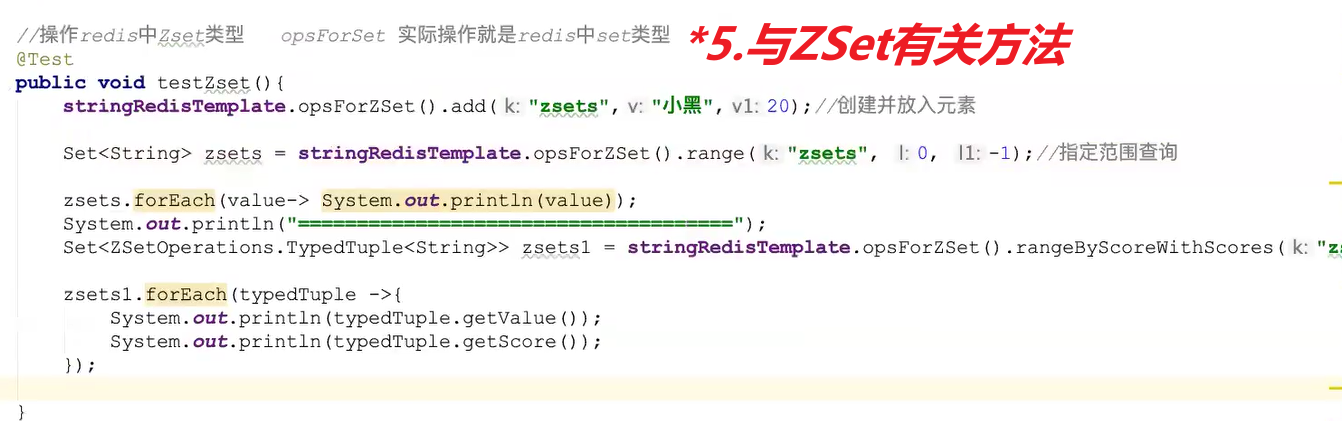 //操作redis中Zset类型 opsForSet 实际操作就是redis中set类型 *5.与ZSet有关方法
@Test
public void testZset(){
stringRedisTemplate.opsForZSet().add( k: "zsets", v: "小黑", v1: 20);//创建并放入元素
Set<String> zsets = stringRedisTemplate.opsForZSet().range( k: "zsets", l: 0, l1: -1);//指定范围查询
zsets.forEach(value-> System.out.println(value));
System.out.println("=====================================");
Set<ZSetOperations.TypedTuple<String>> zsets1 = stringRedisTemplate.opsForZSet().rangeByScoreWithScores( k: "zs
zsets1.forEach(typedTuple ->{
System.out.println(typedTuple.getValue());
System.out.println(typedTuple.getScore());
});
}